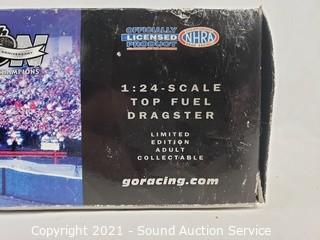 OFFICIALLY
LICENSED
PRODUCT
NHRA
ANNIVERSARY
CHAMPIONS
1:24-SCALE
TOP FUEL
DRAGSTER
LIMITED
EDITION
ADULT
COLLECTABLE
goracing.com
Copyright 2021 - Sound Auction Service